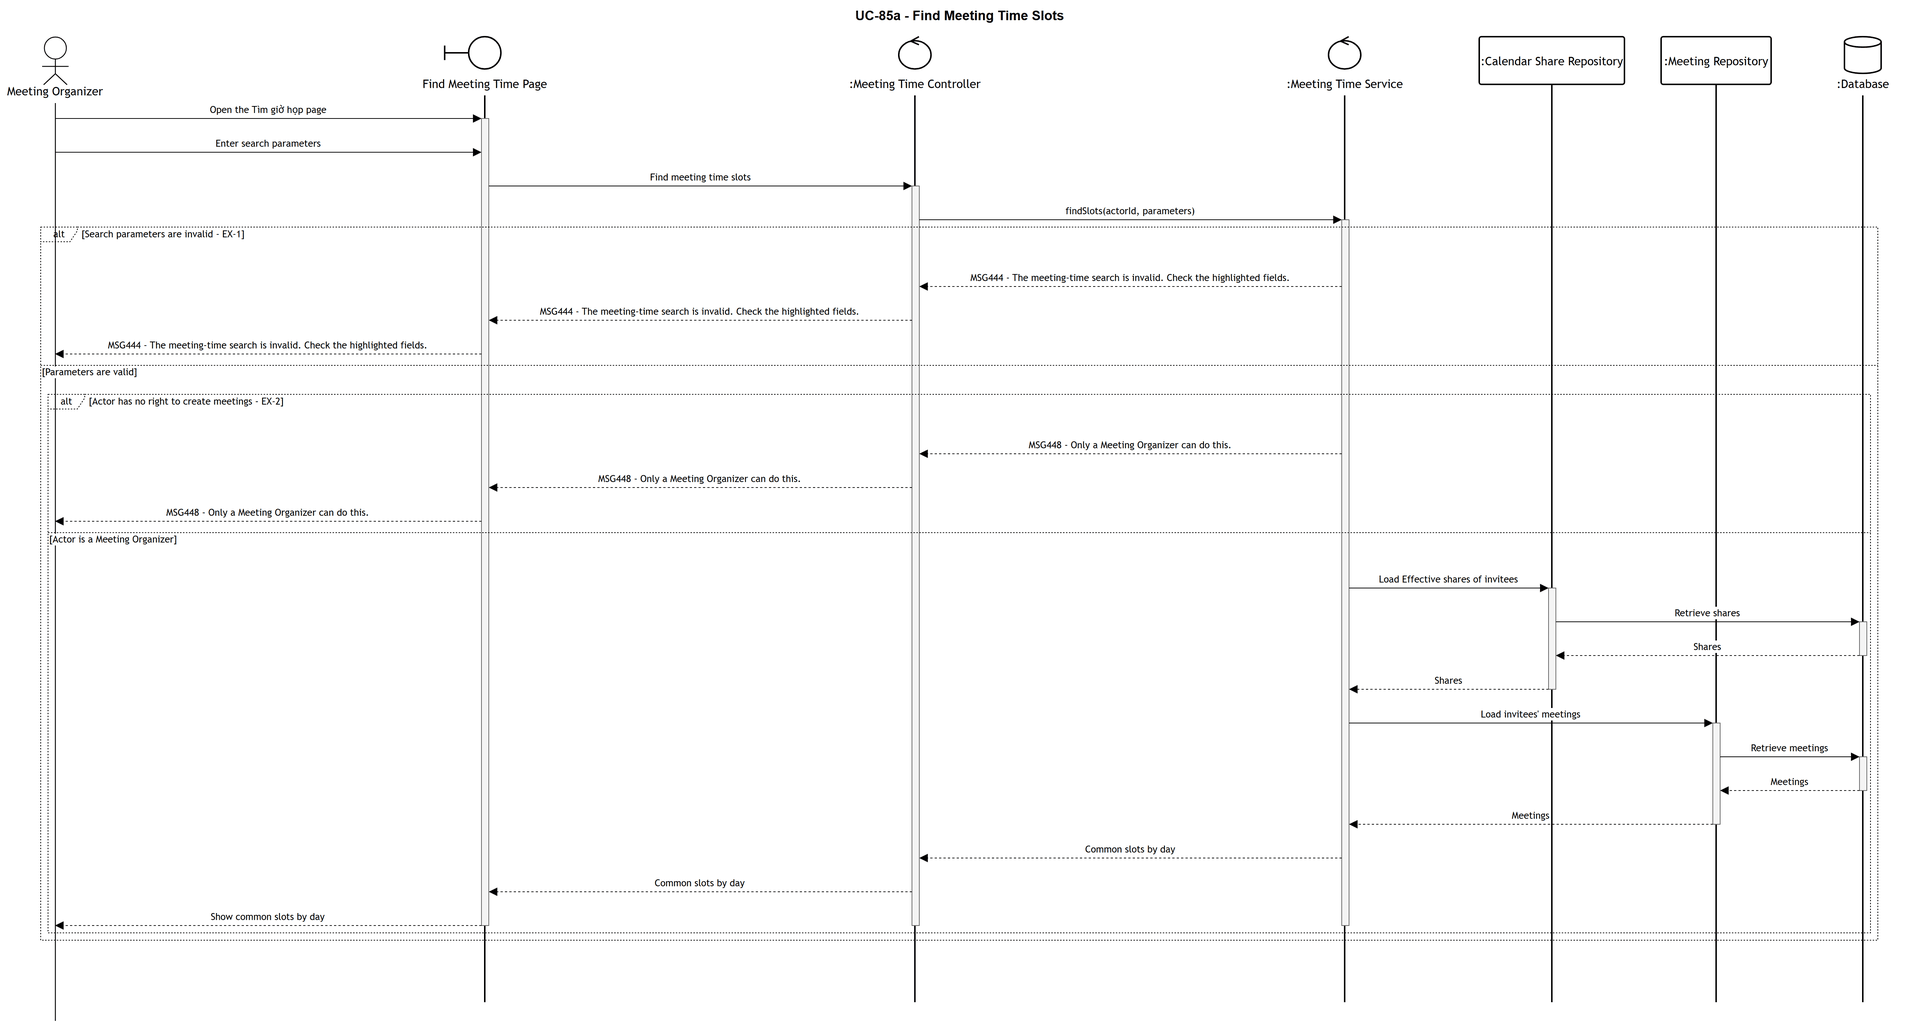 UC-85a - Find Meeting Time Slots
Meeting Organizer
Find Meeting Time Page
:Meeting Time Controller
:Meeting Time Service
:Calendar Share Repository
:Meeting Repository
:Database
Open the Tìm giờ họp page
Enter search parameters
Find meeting time slots
findSlots(actorId, parameters)
alt
[Search parameters are invalid - EX-1]
MSG444 - The meeting-time search is invalid. Check the highlighted fields.
MSG444 - The meeting-time search is invalid. Check the highlighted fields.
MSG444 - The meeting-time search is invalid. Check the highlighted fields.
[Parameters are valid]
alt
[Actor has no right to create meetings - EX-2]
MSG448 - Only a Meeting Organizer can do this.
MSG448 - Only a Meeting Organizer can do this.
MSG448 - Only a Meeting Organizer can do this.
[Actor is a Meeting Organizer]
Load Effective shares of invitees
Retrieve shares
Shares
Shares
Load invitees' meetings
Retrieve meetings
Meetings
Meetings
Common slots by day
Common slots by day
Show common slots by day